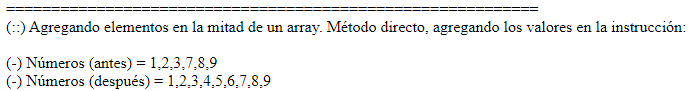 ===========================================================
(::) Agregando elementos en la mitad de un array. Método directo, agregando los valores en la instrucción:
(-) Números (antes) = 1,2,3,7,8,9
(-) Números (después) = 1,2,3,4,5,6,7,8,9